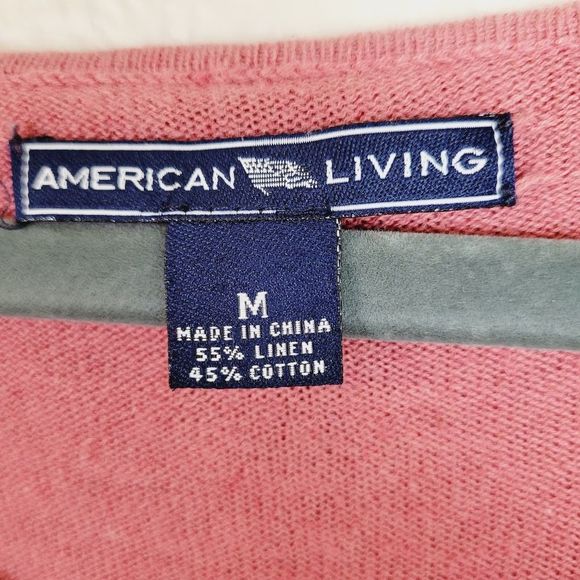 AMERICAN LIVING
M
MADE IN CHINA
55% LINEN
45% COTTON